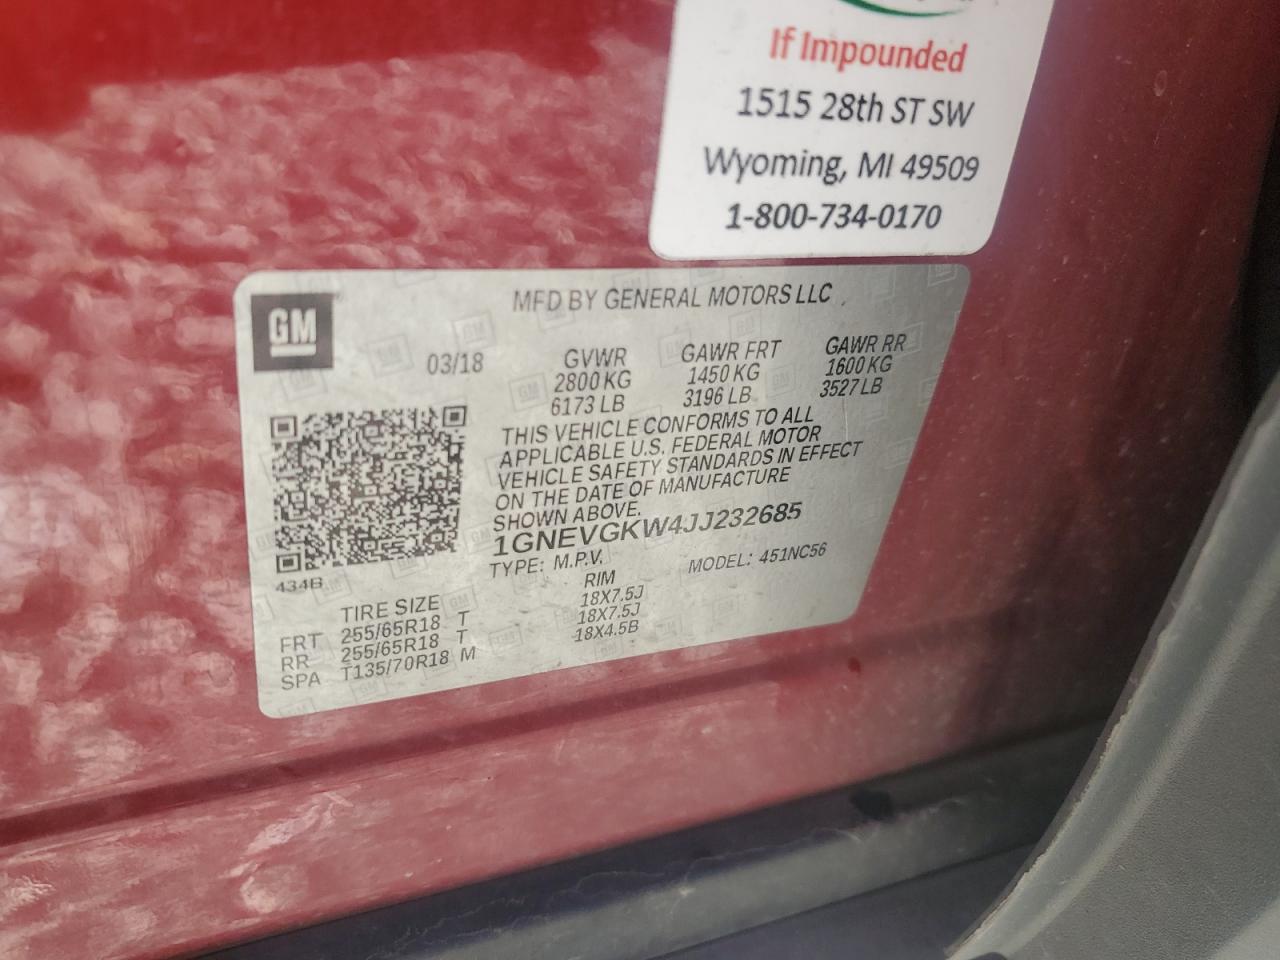 If Impounded
1515 28th ST SW
Wyoming, MI 49509
1-800-734-0170
GM
MFD BY GENERAL MOTORS LLC
03/18
GVWR GAWR FRT GAWR RR
2800 KG 1450 KG 1600 KG
6173 LB 3196 LB 3527 LB
THIS VEHICLE CONFORMS TO ALL
APPLICABLE U.S. FEDERAL MOTOR
VEHICLE SAFETY STANDARDS IN EFFECT
ON THE DATE OF MANUFACTURE
SHOWN ABOVE.
1GNEVGKW4JJ232685
TYPE: M.P.V. MODEL: 451NC56
434B
TIRE SIZE RIM
FRT 255/65R18 T 18X7.5J
RR 255/65R18 T 18X7.5J
SPA T135/70R18 M 18X4.5B